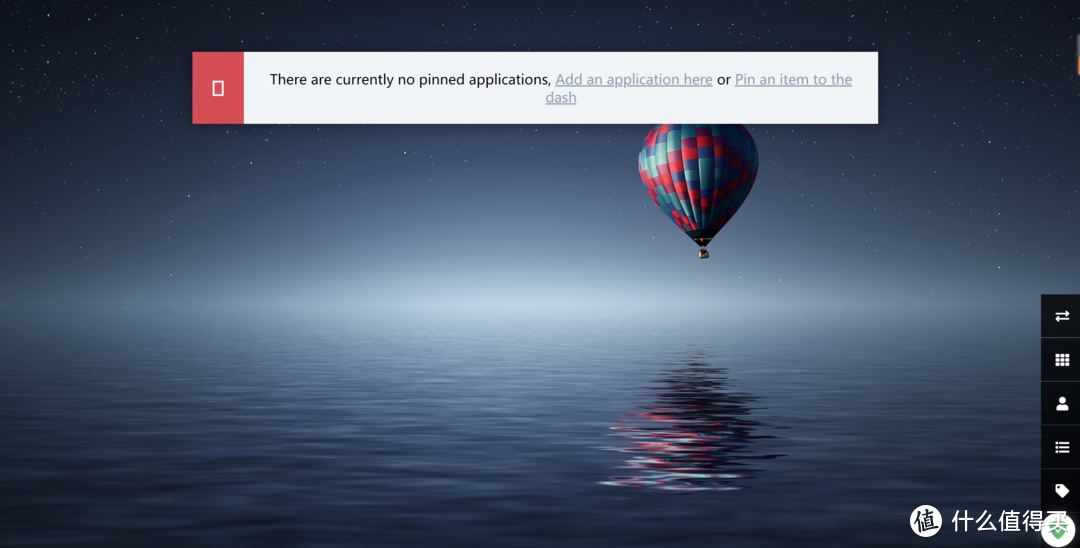 There are currently no pinned applications, Add an application here or Pin an item to the
dash
值 什么值得买